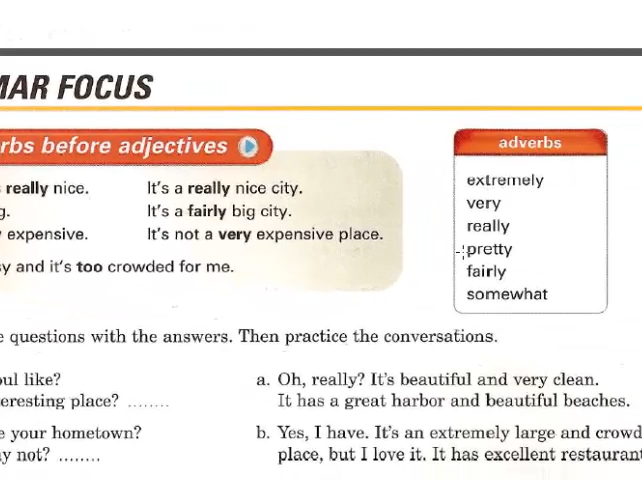 MAR FOCUS
rbs before adjectives
adverbs
really nice.
It's a really nice city.
g.
It's a fairly big city.
expensive.
It's not a very expensive place.
sy and it's too crowded for me.
extremely
very
really
pretty
fairly
somewhat
e questions with the answers. Then practice the conversations.
oul like?
eresting place? ........
e your hometown?
y not? ........
a. Oh, really? It's beautiful and very clean.
It has a great harbor and beautiful beaches.
b. Yes, I have. It's an extremely large and crowd
place, but I love it. It has excellent restauran